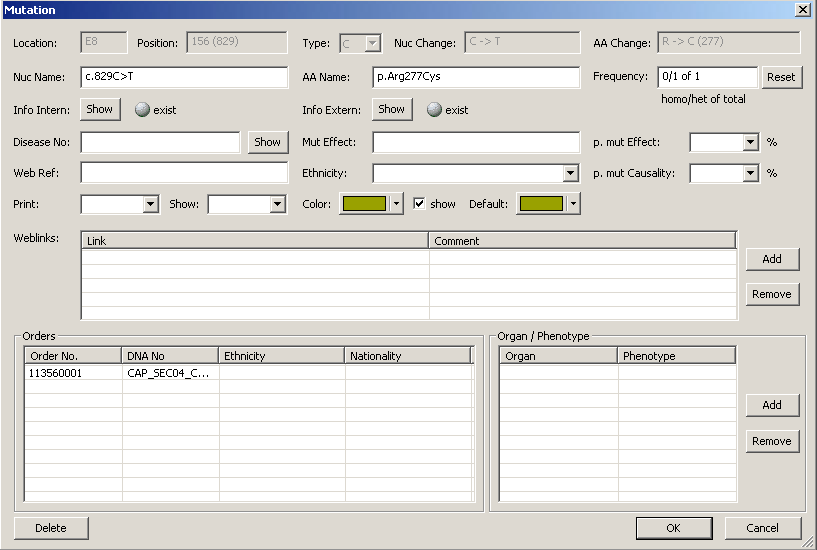 Mutation
Location: E8 Position: 156 (829) Type: C Nuc Change: C -> T AA Change: R -> C (277)
Nuc Name: c.829C>T AA Name: p.Arg277Cys Frequency: 0/1 of 1 Reset
homo/het of total
Info Intern: Show exist Info Extern: Show exist
Disease No: Show Mut Effect: p. mut Effect: %
Web Ref: Ethnicity: p. mut Causality: %
Print: Show: Color: show Default:
Weblinks: Link Comment
Add
Remove
Orders
Order No. DNA No Ethnicity Nationality
113560001 CAP_SEC04_C...
Organ / Phenotype
Organ Phenotype
Add
Remove
Delete OK Cancel